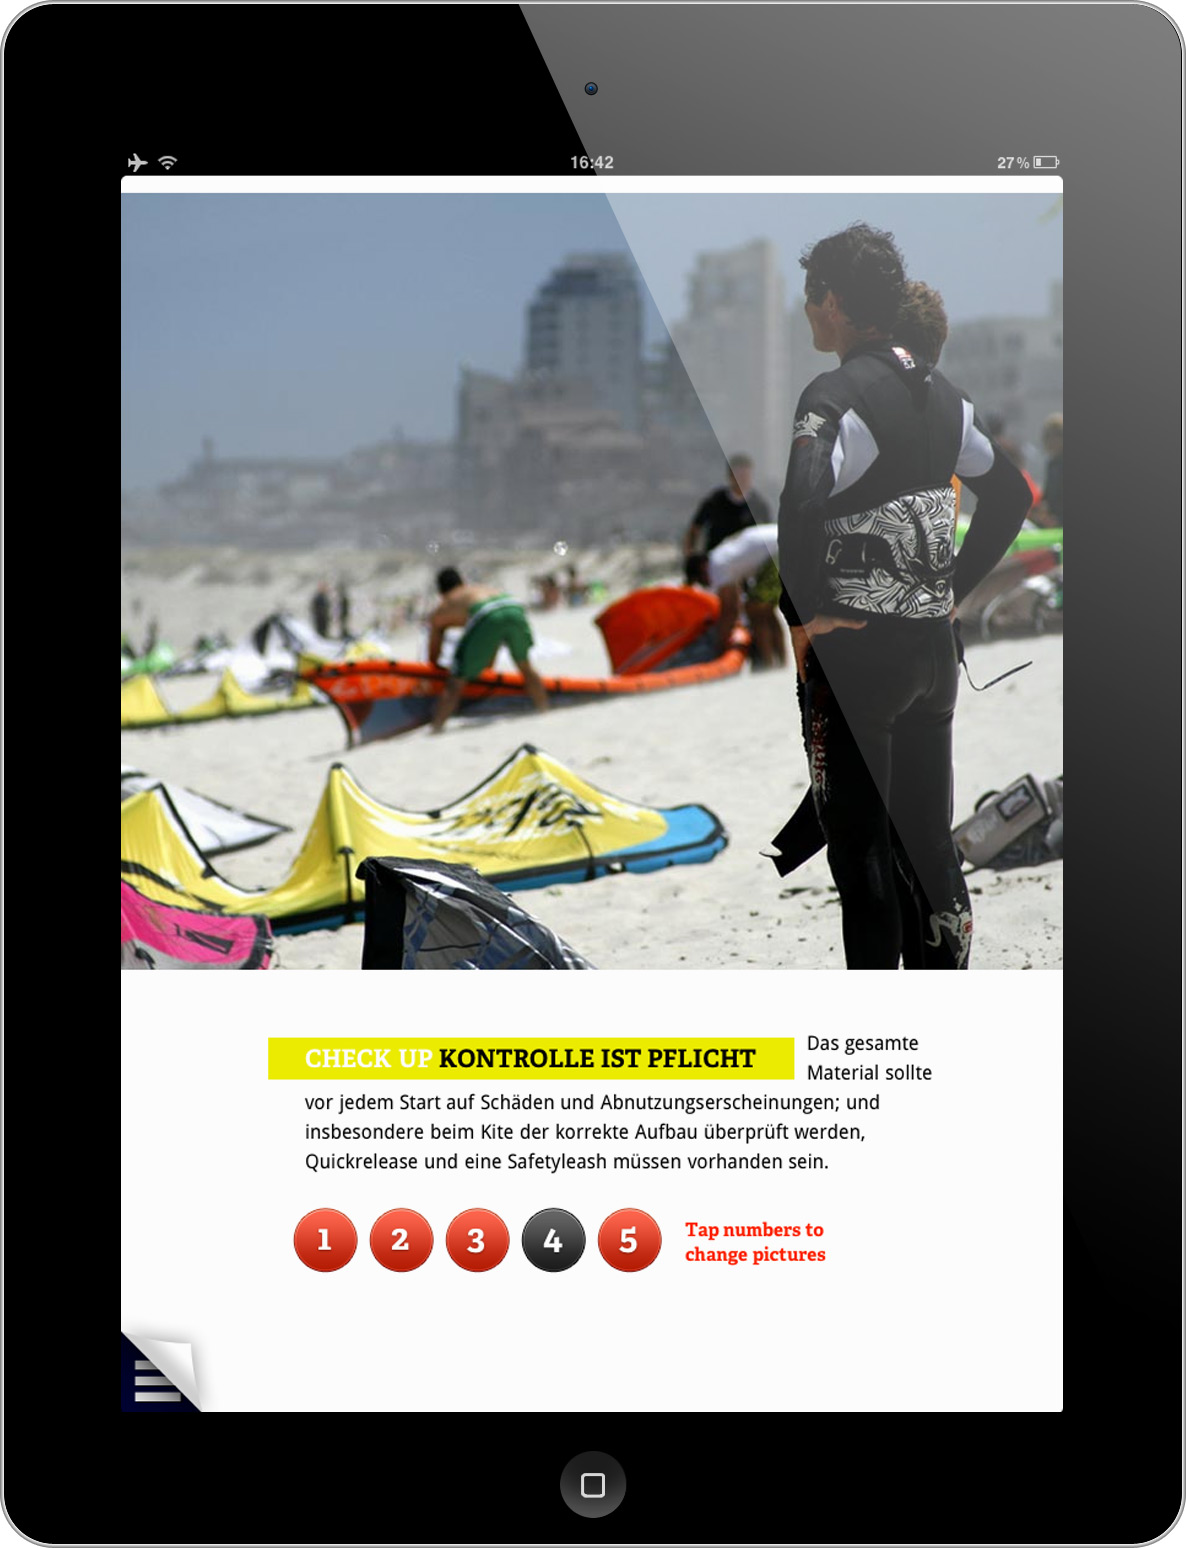 16:42
27%
CHECK UP KONTROLLE IST PFLICHT
Das gesamte
Material sollte
vor jedem Start auf Schäden und Abnutzungserscheinungen; und
insbesondere beim Kite der korrekte Aufbau überprüft werden,
Quickrelease und eine Safetyleash müssen vorhanden sein.
1 2 3 4 5
Tap numbers to
change pictures